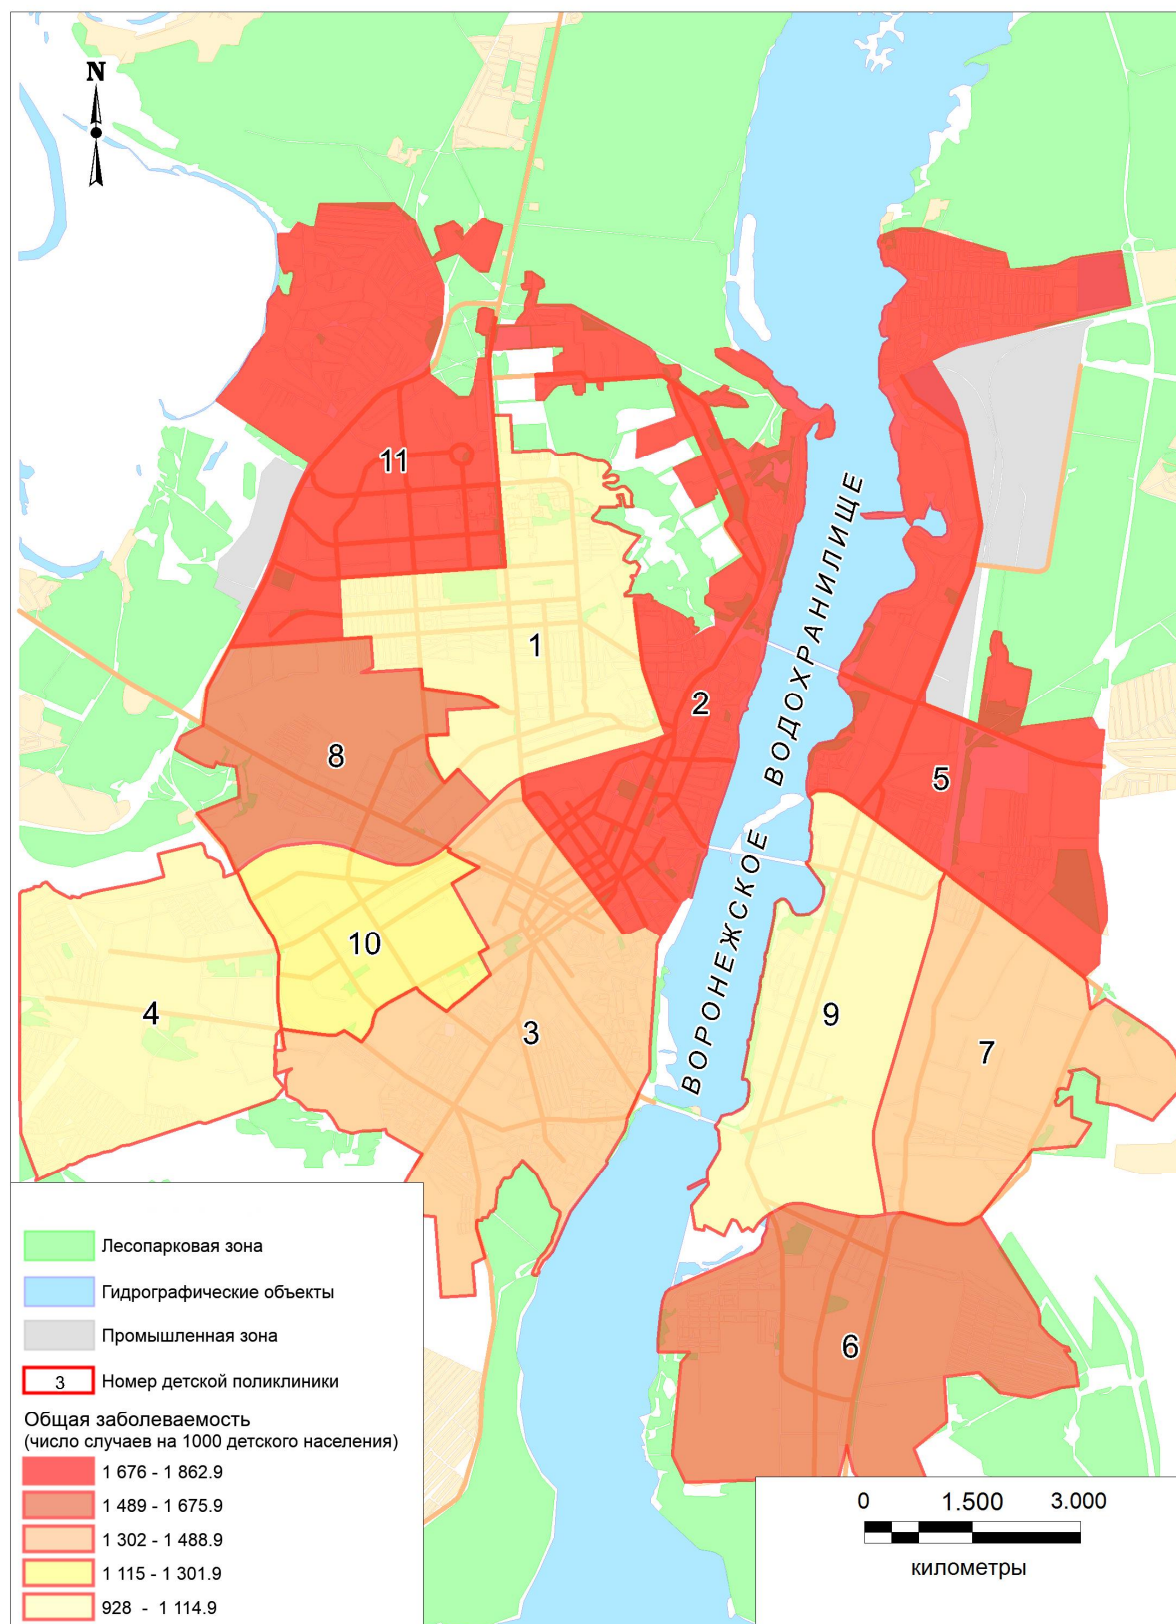 N
11
1
2
8
5
10
4
3
9
7
6
ВОРОНЕЖСКОЕ ВОДОХРАНИЛИЩЕ
Лесопарковая зона
Гидрографические объекты
Промышленная зона
3 Номер детской поликлиники
Общая заболеваемость
(число случаев на 1000 детского населения)
1 676 - 1 862.9
1 489 - 1 675.9
1 302 - 1 488.9
1 115 - 1 301.9
928 - 1 114.9
0 1.500 3.000
километры